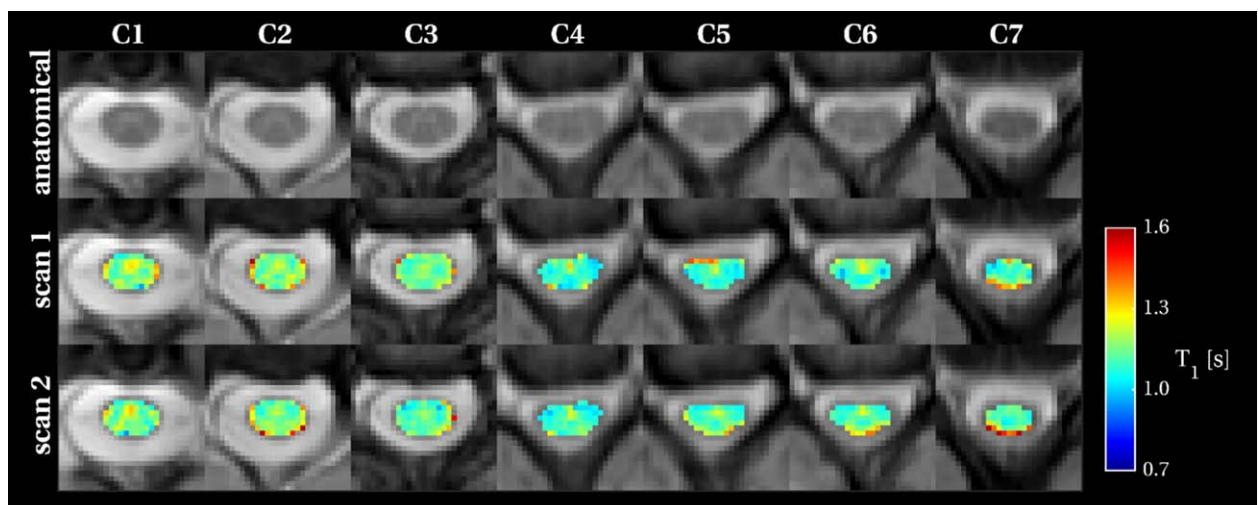 C1 C2 C3 C4 C5 C6 C7
anatomical
scan 1
scan 2
1.6
1.3
1.0
0.7
T1 [s]